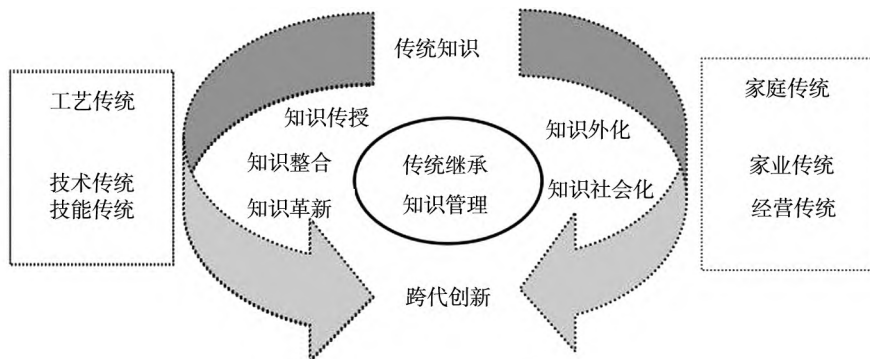 传统知识
工艺传统
技术传统
技能传统
知识传授
知识整合
知识革新
传统继承
知识管理
知识外化
知识社会化
家庭传统
家业传统
经营传统
跨代创新